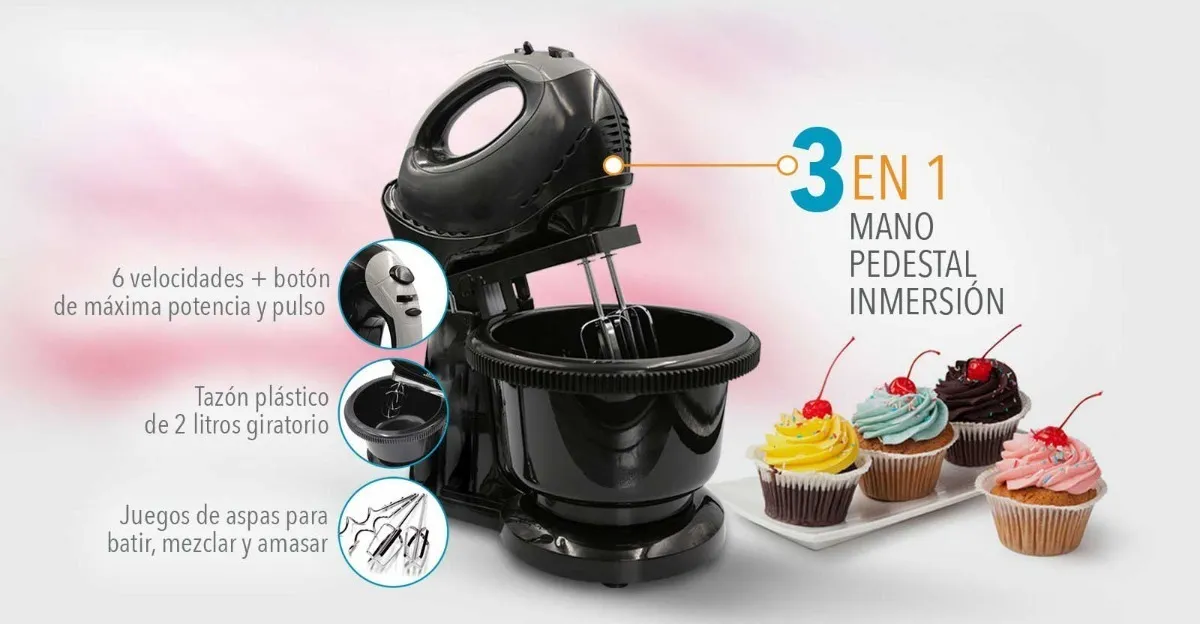 3 EN 1
MANO
PEDESTAL
INMERSIÓN
6 velocidades + botón
de máxima potencia y pulso
Tazón plástico
de 2 litros giratorio
Juegos de aspas para
batir, mezclar y amasar